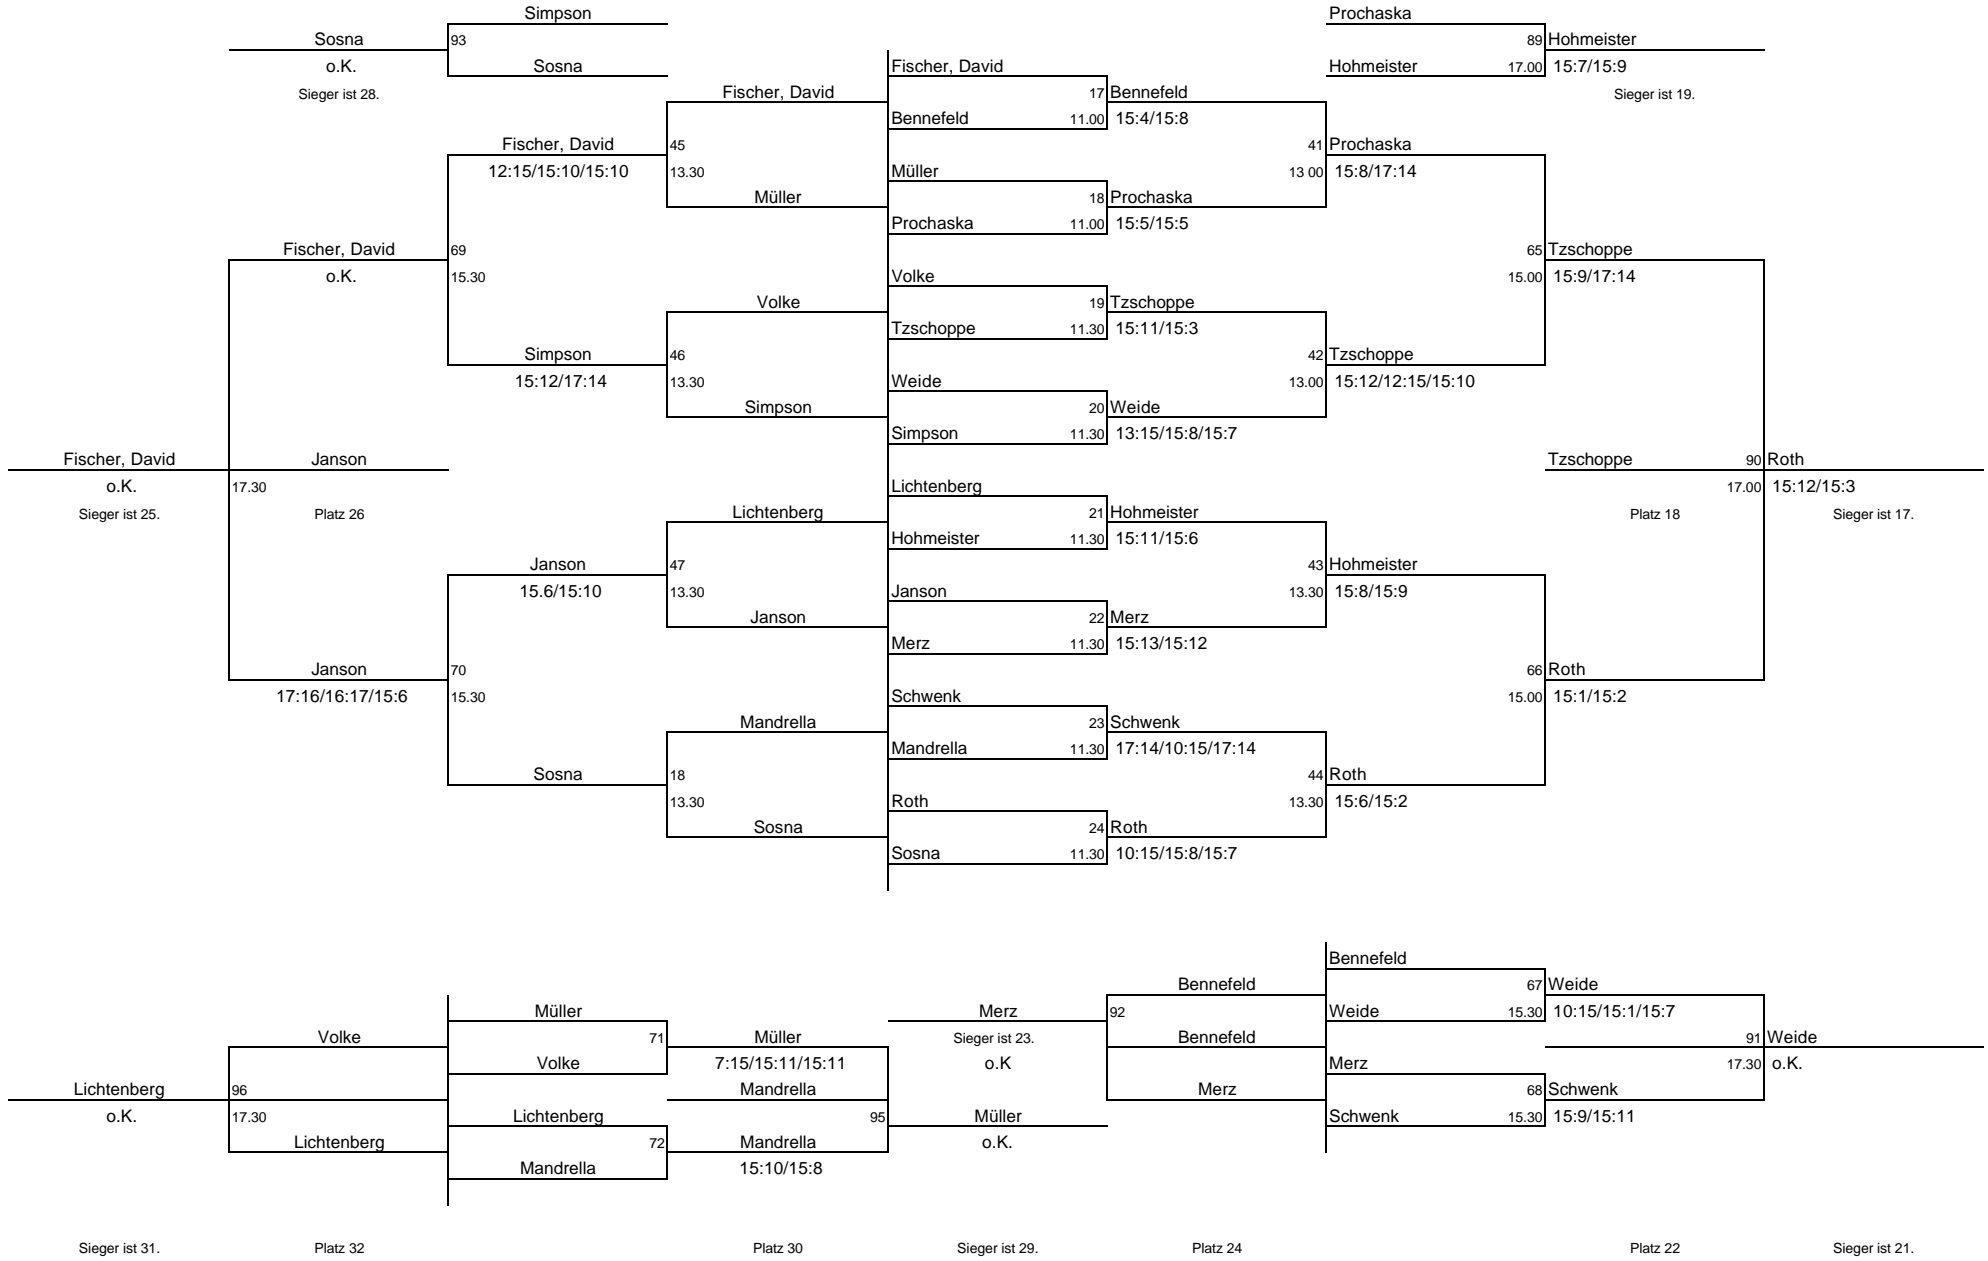 Simpson Prochaska
Sosna 93 89 Hohmeister
o.K. Sosna Fischer, David Hohmeister 17.00 15:7/15:9
Sieger ist 28. Fischer, David 17 Bennefeld Sieger ist 19.
Bennefeld 11.00 15:4/15:8
Fischer, David 45 41 Prochaska
12:15/15:10/15:10 13.30 Müller 13 00 15:8/17:14
Müller 18 Prochaska
Prochaska 11.00 15:5/15:5
Fischer, David 69 65 Tzschoppe
o.K. 15.30 Volke 15.00 15:9/17:14
Volke 19 Tzschoppe
Tzschoppe 11.30 15:11/15:3
Simpson 46 42 Tzschoppe
15:12/17:14 13.30 Weide 13.00 15:12/12:15/15:10
Simpson 20 Weide
Simpson 11.30 13:15/15:8/15:7
Fischer, David Janson Tzschoppe 90 Roth
o.K. 17.30 Lichtenberg 17.00 15:12/15:3
Sieger ist 25. Platz 26 Lichtenberg 21 Hohmeister Platz 18 Sieger ist 17.
Hohmeister 11.30 15:11/15:6
Janson 47 43 Hohmeister
15.6/15:10 13.30 Janson 13.30 15:8/15:9
Janson 22 Merz
Merz 11.30 15:13/15:12
Janson 70 66 Roth
17:16/16:17/15:6 15.30 Schwenk 15.00 15:1/15:2
Mandrella 23 Schwenk
Mandrella 11.30 17:14/10:15/17:14
Sosna 18 44 Roth
13.30 Roth 13.30 15:6/15:2
Sosna 24 Roth
Sosna 11.30 10:15/15:8/15:7
Bennefeld
Bennefeld 67 Weide
Müller Merz 92 Weide 15.30 10:15/15:1/15:7
Volke 71 Müller Sieger ist 23. Bennefeld 91 Weide
Volke 7:15/15:11/15:11 o.K Merz 17.30 o.K.
Lichtenberg 96 Mandrella Merz 68 Schwenk
o.K. 17.30 Lichtenberg 95 Müller Schwenk 15.30 15:9/15:11
Lichtenberg 72 Mandrella o.K.
Mandrella 15:10/15:8
Sieger ist 31. Platz 32 Platz 30 Sieger ist 29. Platz 24 Platz 22 Sieger ist 21.